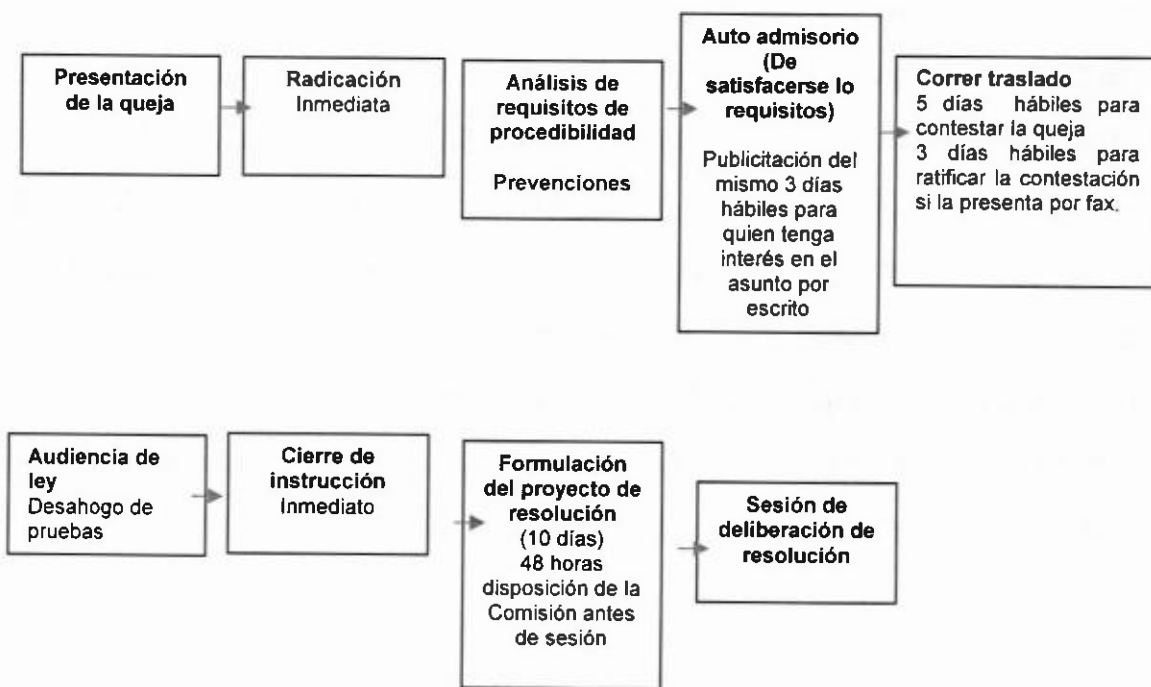 Presentación
de la queja
Radicación
Inmediata
Análisis de
requisitos de
procedibilidad
Prevenciones
Auto admisorio
(De
satisfacerse lo
requisitos)
Publicitación del
mismo 3 días
hábiles para
quien tenga
interés en el
asunto por
escrito
Correr traslado
5 días hábiles para
contestar la queja
3 días hábiles para
ratificar la contestación
si la presenta por fax.
Audiencia de
ley
Desahogo de
pruebas
Cierre de
instrucción
Inmediato
Formulación
del proyecto de
resolución
(10 días)
48 horas
disposición de la
Comisión antes
de sesión
Sesión de
deliberación de
resolución